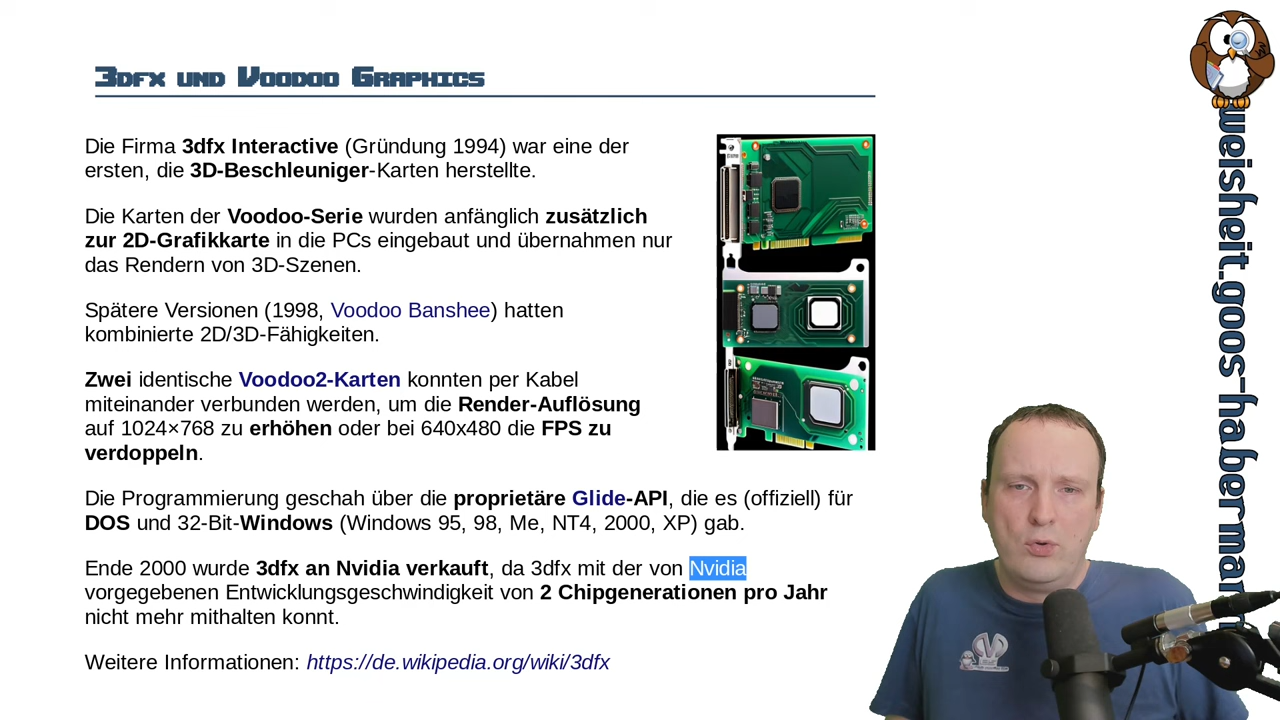 3dfx und Voodoo Graphics
Die Firma 3dfx Interactive (Gründung 1994) war eine der
ersten, die 3D-Beschleuniger-Karten herstellte.
Die Karten der Voodoo-Serie wurden anfänglich zusätzlich
zur 2D-Grafikkarte in die PCs eingebaut und übernahmen nur
das Rendern von 3D-Szenen.
Spätere Versionen (1998, Voodoo Banshee) hatten
kombinierte 2D/3D-Fähigkeiten.
Zwei identische Voodoo2-Karten konnten per Kabel
miteinander verbunden werden, um die Render-Auflösung
auf 1024×768 zu erhöhen oder bei 640x480 die FPS zu
verdoppeln.
Die Programmierung geschah über die proprietäre Glide-API, die es (offiziell) für
DOS und 32-Bit-Windows (Windows 95, 98, Me, NT4, 2000, XP) gab.
Ende 2000 wurde 3dfx an Nvidia verkauft, da 3dfx mit der von Nvidia
vorgegebenen Entwicklungsgeschwindigkeit von 2 Chipgenerationen pro Jahr
nicht mehr mithalten konnt.
Weitere Informationen: https://de.wikipedia.org/wiki/3dfx
weisheit.goos-haberman